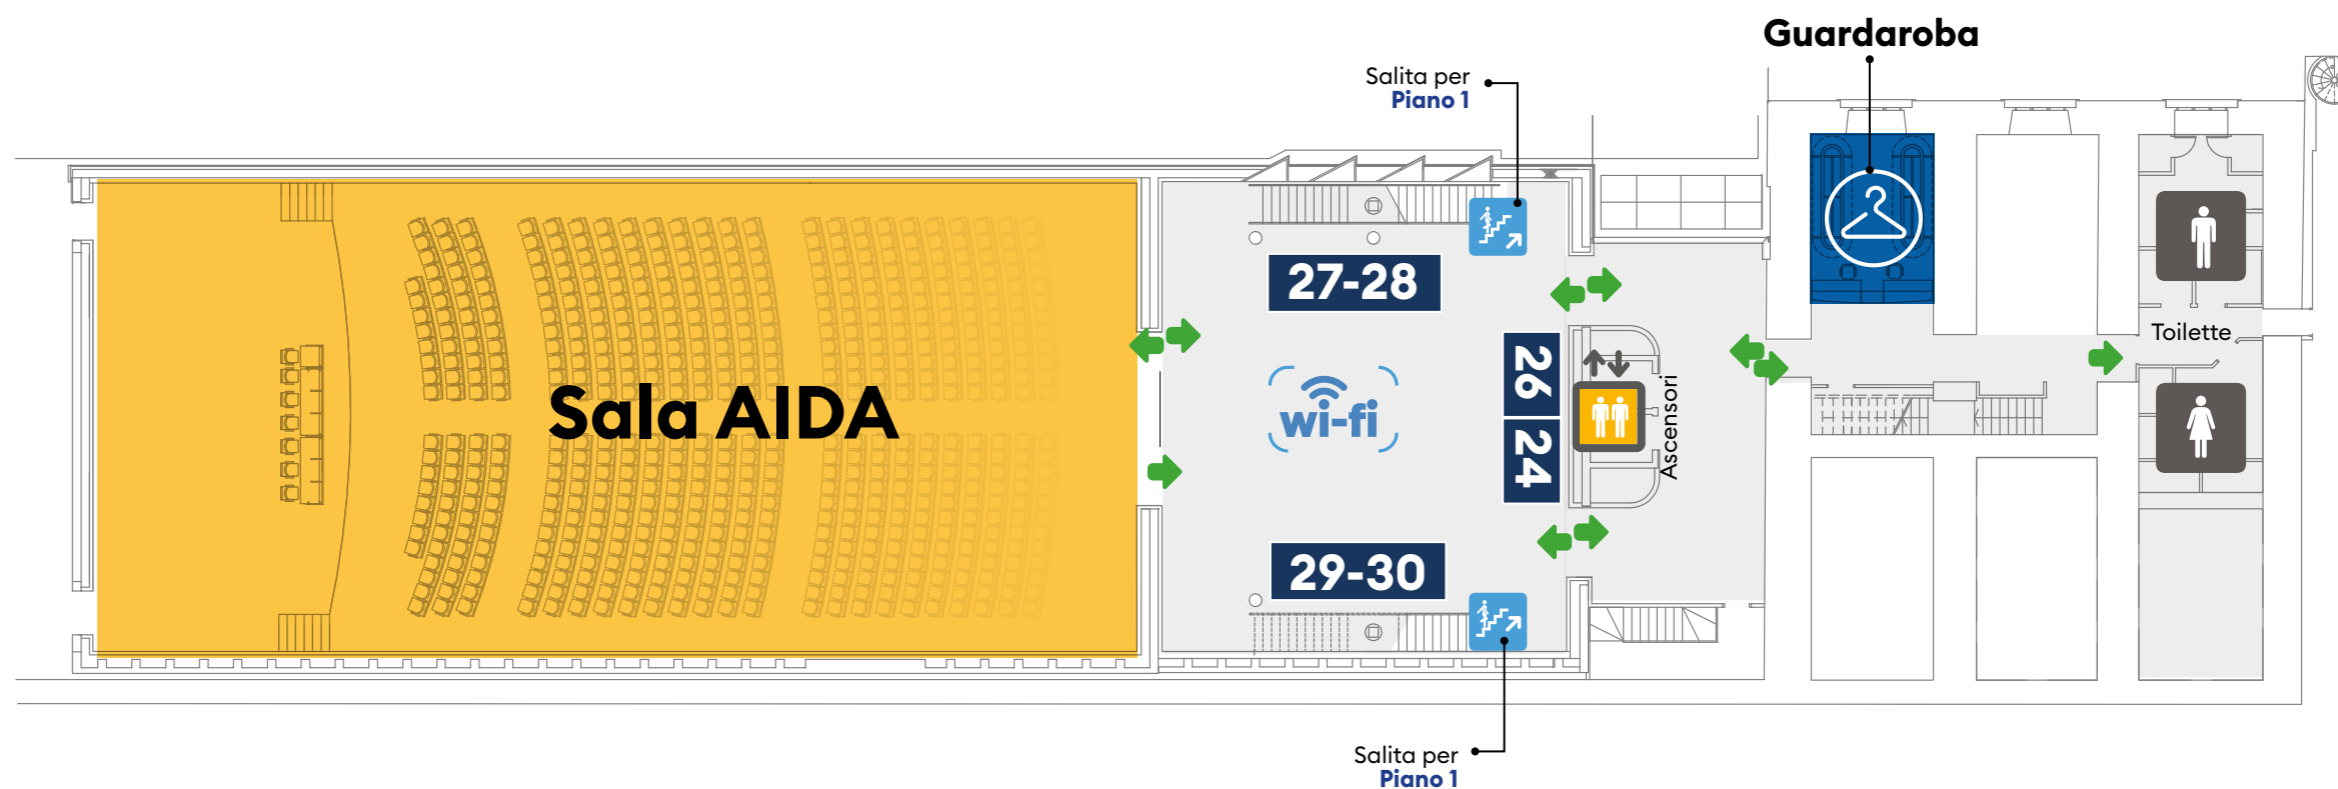 Guardaroba
Salita per
Piano 1
27-28
Toilette
26
24
wi-fi
Sala AIDA
Ascensori
29-30
Salita per
Piano 1